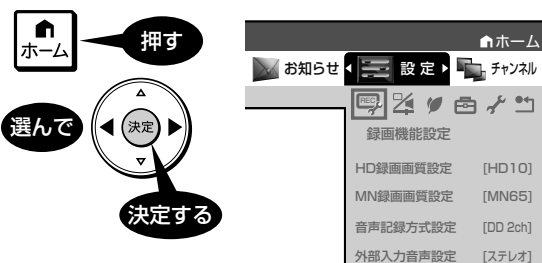 ホーム
押す
選んで
決定
決定する
ホーム
お知らせ
設定
チャンネル
REC
録画機能設定
HD録画画質設定 [HD10]
MN録画画質設定 [MN65]
音声記録方式設定 [DD 2ch]
外部入力音声設定 [ステレオ]